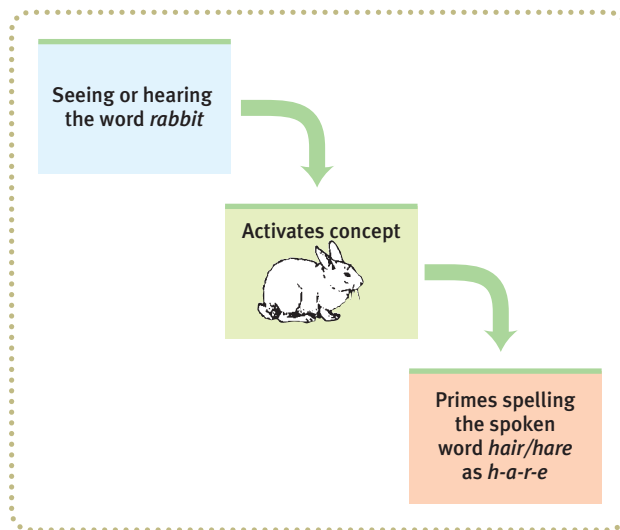 Seeing or hearing
the word rabbit
Activates concept
Primes spelling
the spoken
word hair/hare
as h-a-r-e